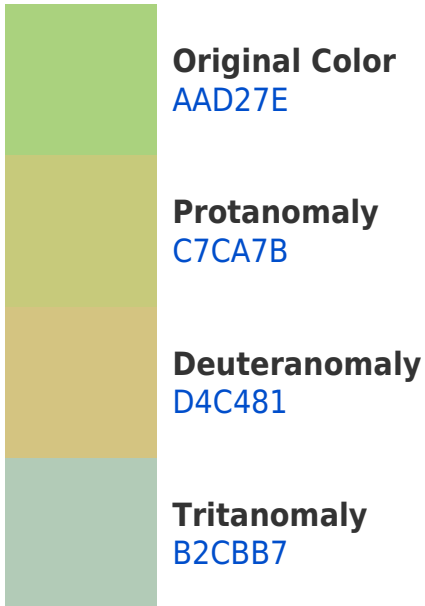 Original Color
AAD27E
Protanomaly
C7CA7B
Deuteranomaly
D4C481
Tritanomaly
B2CBB7